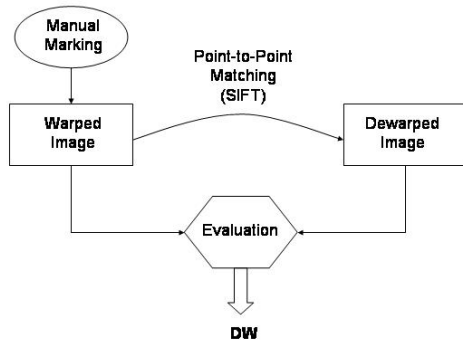 Manual
Marking
Point-to-Point
Matching
(SIFT)
Warped
Image
Dewarped
Image
Evaluation
DW